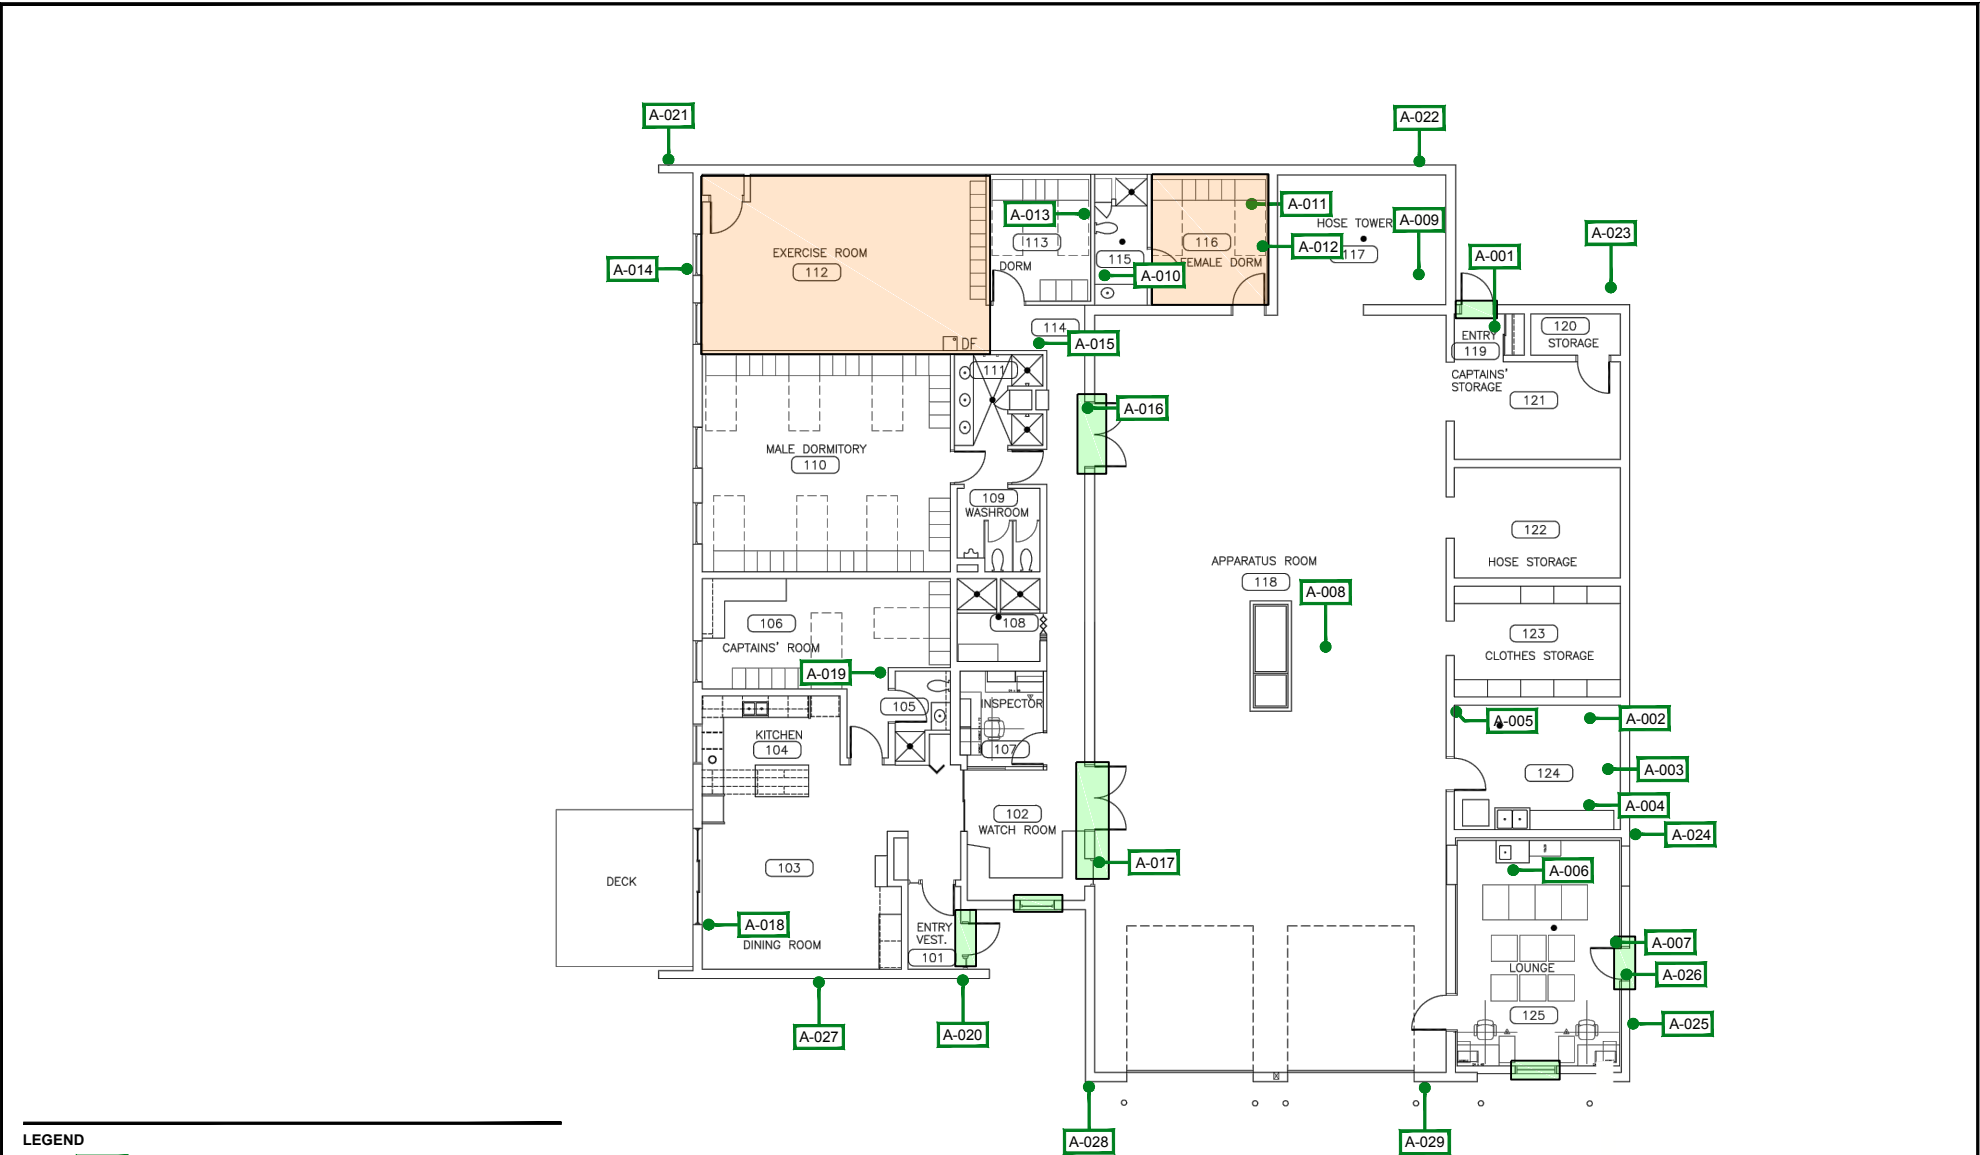 A-021
A-022
A-013
A-011
HOSE TOWER
A-009
A-023
113
116
A-012
117
A-001
EXERCISE ROOM
112
A-014
DORM
115
FEMALE DORM
A-010
DF
114
A-015
ENTRY
119
120
STORAGE
111
CAPTAINS'
STORAGE
121
A-016
MALE DORMITORY
110
109
WASHROOM
122
HOSE STORAGE
APPARATUS ROOM
118
A-008
106
CAPTAINS' ROOM
108
123
CLOTHES STORAGE
A-019
105
INSPECTOR
107
A-005
A-002
KITCHEN
104
124
A-003
A-004
102
WATCH ROOM
A-024
103
DECK
A-017
A-006
A-018
DINING ROOM
ENTRY
VEST.
101
A-007
LOUNGE
A-026
125
A-025
A-027
A-020
A-028
A-029
LEGEND